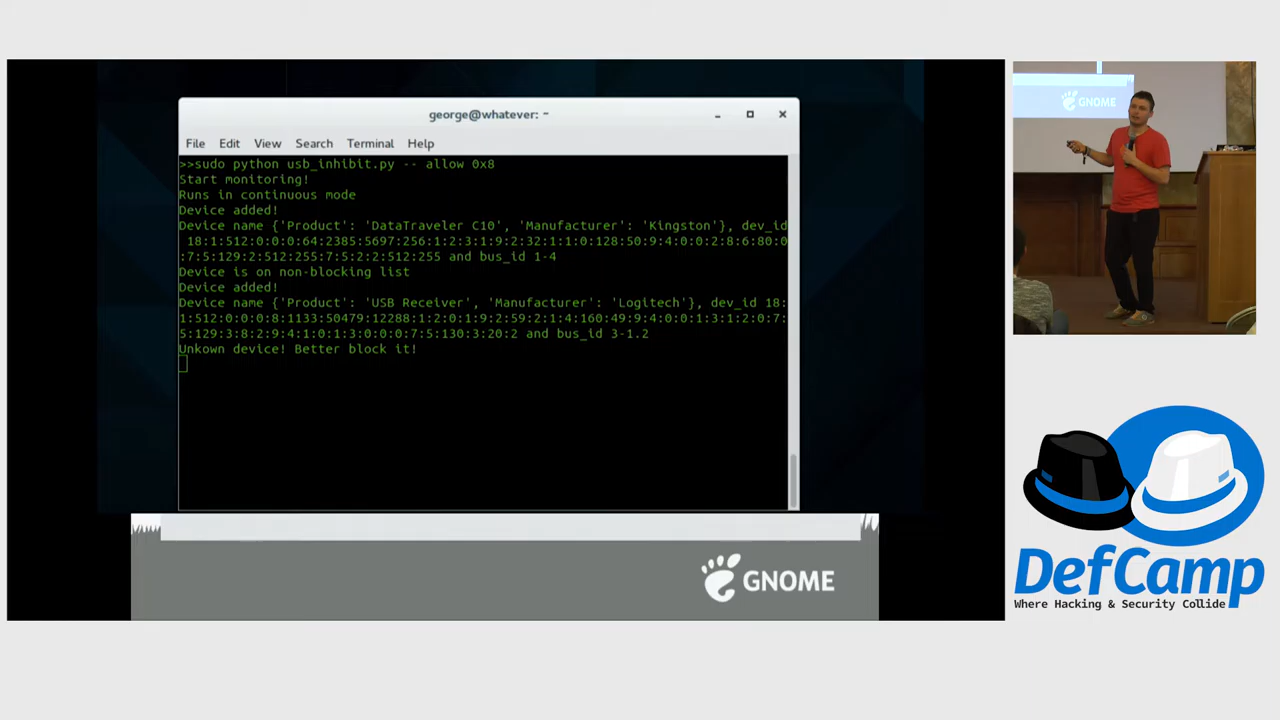 george@whatever: ~
File Edit View Search Terminal Help
>>sudo python usb_inhibit.py -- allow 0x8
Start monitoring!
Runs in continuous mode
Device added!
Device name {'Product': 'DataTraveler C10', 'Manufacturer': 'Kingston'}, dev_id
18:1:512:0:0:0:64:2385:5697:256:1:2:3:1:9:2:32:1:1:0:128:50:9:4:0:0:2:8:6:80:0
:7:5:129:2:512:255:7:5:2:2:512:255 and bus_id 1-4
Device is on non-blocking list
Device added!
Device name {'Product': 'USB Receiver', 'Manufacturer': 'Logitech'}, dev_id 18:
1:512:0:0:0:8:1133:50479:12288:1:2:0:1:9:2:59:2:1:4:160:49:9:4:0:0:1:3:1:2:0:7:
5:129:3:8:2:9:4:1:0:1:3:0:0:0:7:5:130:3:20:2 and bus_id 3-1.2
Unkown device! Better block it!
GNOME
GNOME
DefCamp
Where Hacking & Security Collide